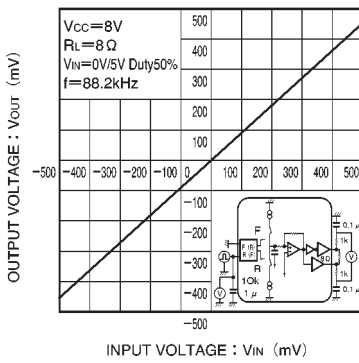 500
VCC=8V
RL=8Ω
VIN=0V/5V Duty50%
f=88.2kHz
400
300
200
100
-500 -400 -300 -200 -100 0 100 200 300 400 500
-100
-200
-300
-400
-500
OUTPUT VOLTAGE : VOUT (mV)
INPUT VOLTAGE : VIN (mV)
F
R
10k
1μ
V
8Ω
0.1μ
1k
1k
V
0.1μ